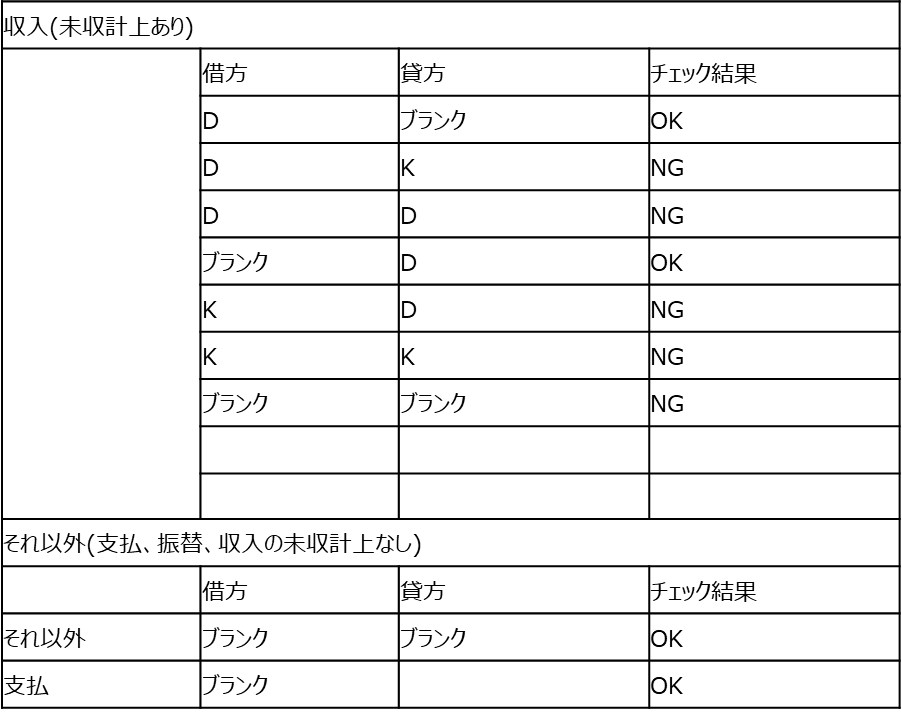 収入(未収計上あり)
借方 貸方 チェック結果
D ブランク OK
D K NG
D D NG
ブランク D OK
K D NG
K K NG
ブランク ブランク NG
それ以外(支払、振替、収入の未収計上なし)
借方 貸方 チェック結果
それ以外 ブランク ブランク OK
支払 ブランク OK